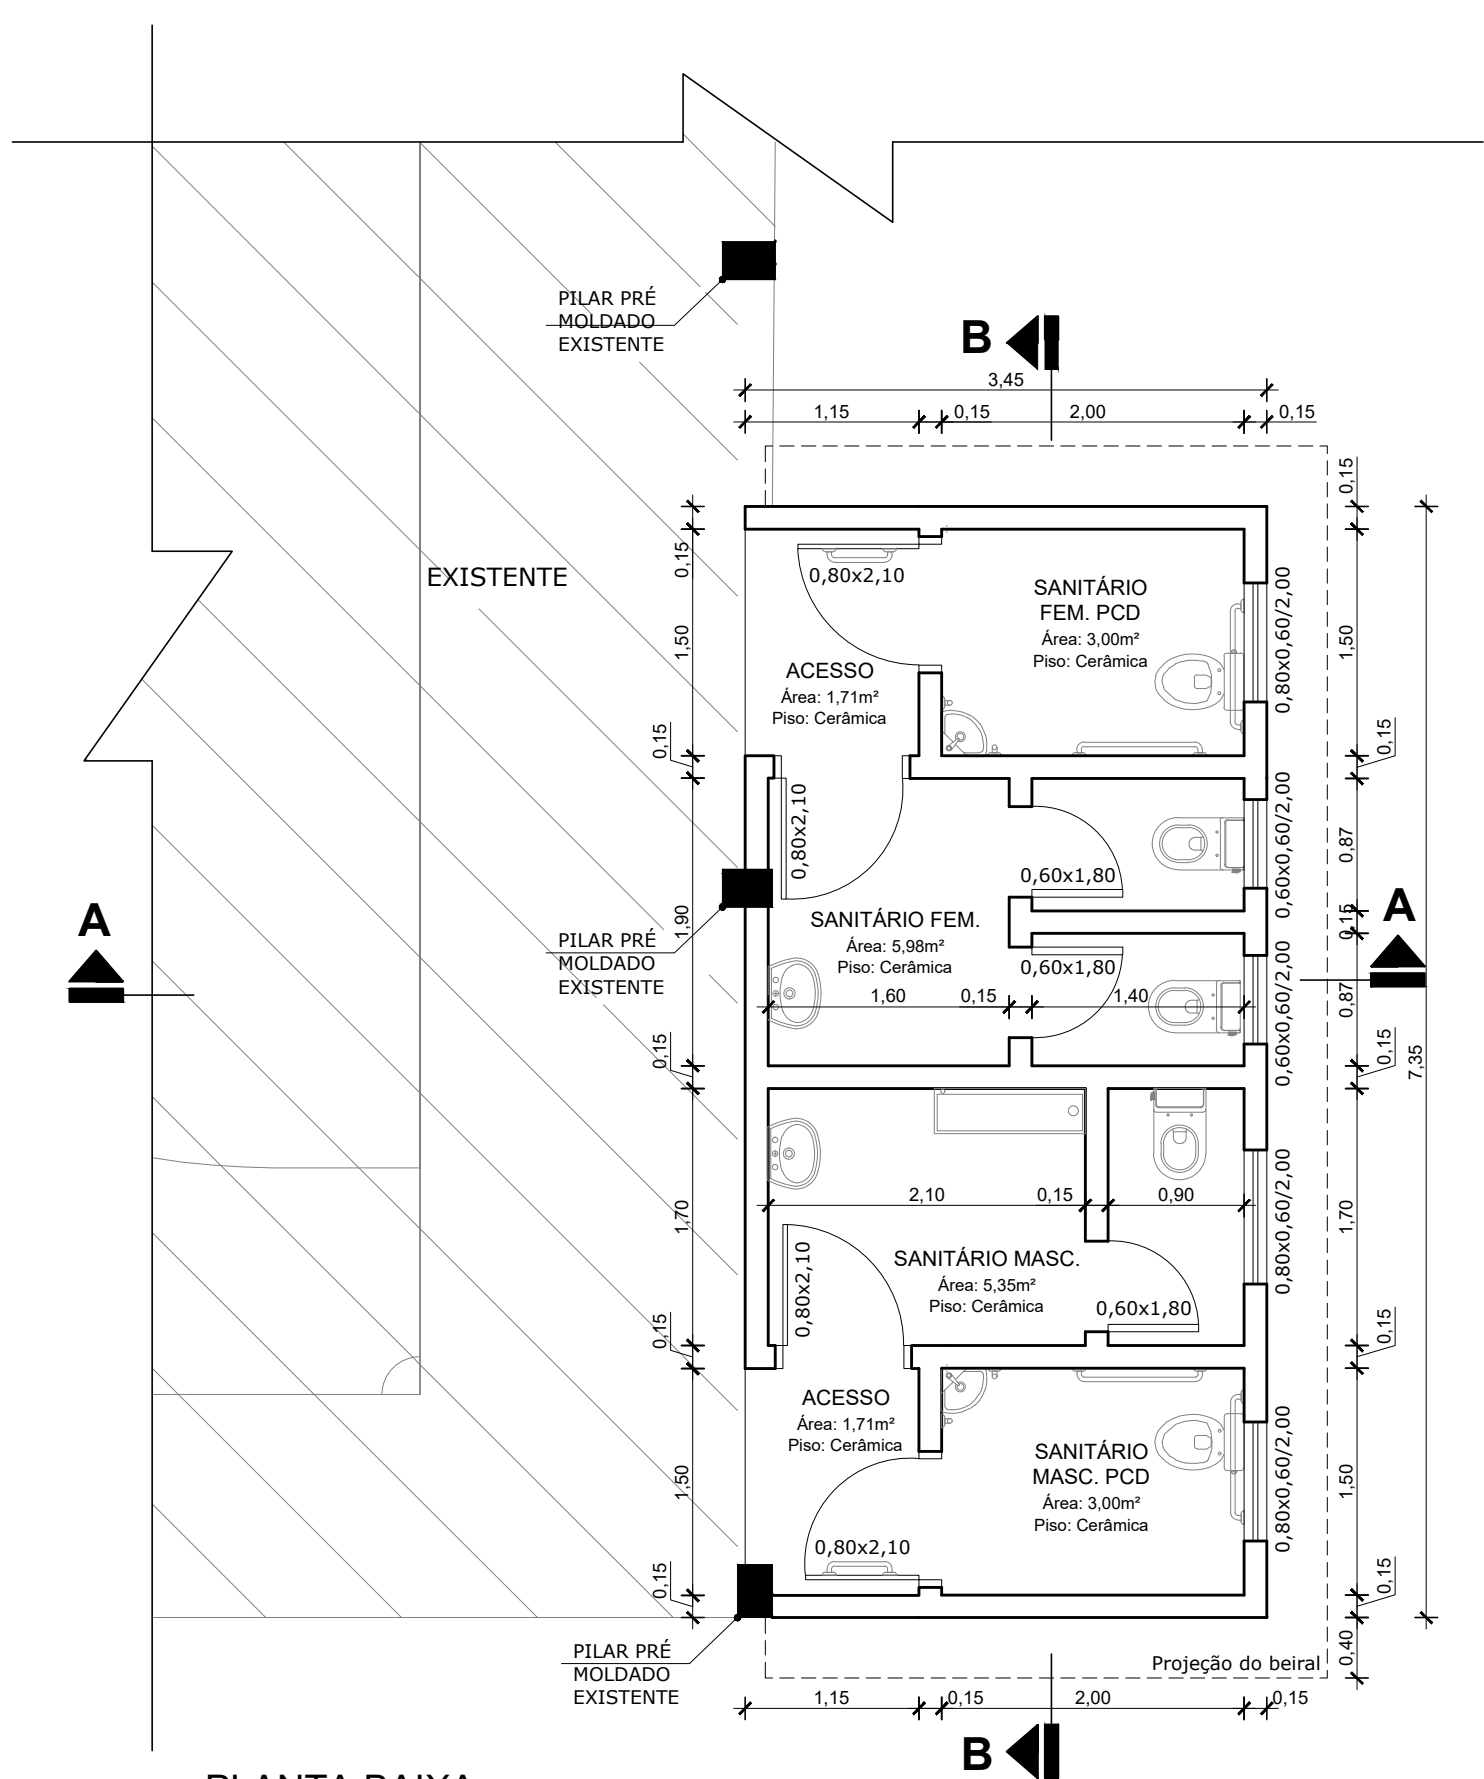 PILAR PRÉ
MOLDADO
EXISTENTE
B
3,45
1,15
0,15
2,00
0,15
0,15
EXISTENTE
0,15
0,80x2,10
SANITÁRIO
FEM. PCD
Área: 3,00m²
Piso: Cerâmica
0,80x0,60/2,00
1,50
1,50
ACESSO
Área: 1,71m²
Piso: Cerâmica
0,15
0,15
0,80x2,10
0,60x0,60/2,00
0,87
0,60x1,80
A
A
1,90
SANITÁRIO FEM.
Área: 5,98m²
Piso: Cerâmica
0,15
PILAR PRÉ
MOLDADO
EXISTENTE
0,60x1,80
1,60
0,15
1,40
0,60x0,60/2,00
0,87
0,15
0,15
7,35
2,10
0,15
0,90
0,80x0,60/2,00
1,70
1,70
SANITÁRIO MASC.
Área: 5,35m²
Piso: Cerâmica
0,80x2,10
0,60x1,80
0,15
0,15
ACESSO
Área: 1,71m²
Piso: Cerâmica
SANITÁRIO
MASC. PCD
Área: 3,00m²
Piso: Cerâmica
0,80x0,60/2,00
1,50
1,50
0,80x2,10
0,15
0,15
PILAR PRÉ
MOLDADO
EXISTENTE
Projeção do beiral
0,40
1,15
0,15
2,00
0,15
B
PLANTA BAIXA